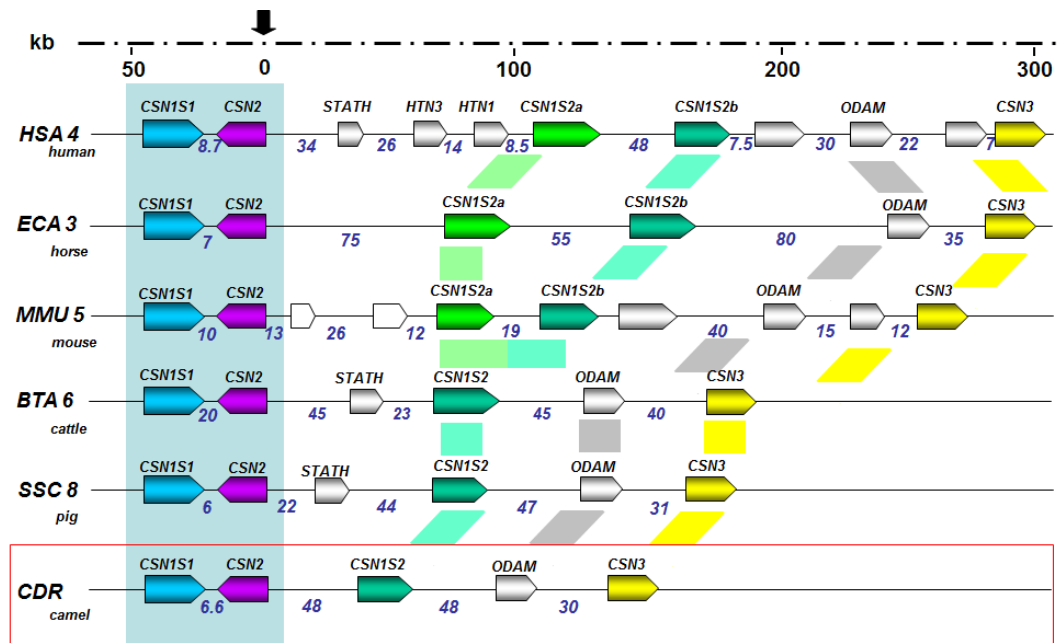 kb
50 0 100 200 300
CSN1S1 CSN2 STATH HTN3 HTN1 CSN1S2a CSN1S2b ODAM CSN3
HSA 4
human
8.7 34 26 14 8.5 48 7.5 30 22 7
CSN1S1 CSN2 CSN1S2a CSN1S2b ODAM CSN3
ECA 3
horse
7 75 55 80 35
CSN1S1 CSN2 CSN1S2a CSN1S2b ODAM CSN3
MMU 5
mouse
10 13 26 12 19 40 15 12
CSN1S1 CSN2 STATH CSN1S2 ODAM CSN3
BTA 6
cattle
20 45 23 45 40
CSN1S1 CSN2 STATH CSN1S2 ODAM CSN3
SSC 8
pig
6 22 44 47 31
CSN1S1 CSN2 CSN1S2 ODAM CSN3
CDR
camel
6.6 48 48 30